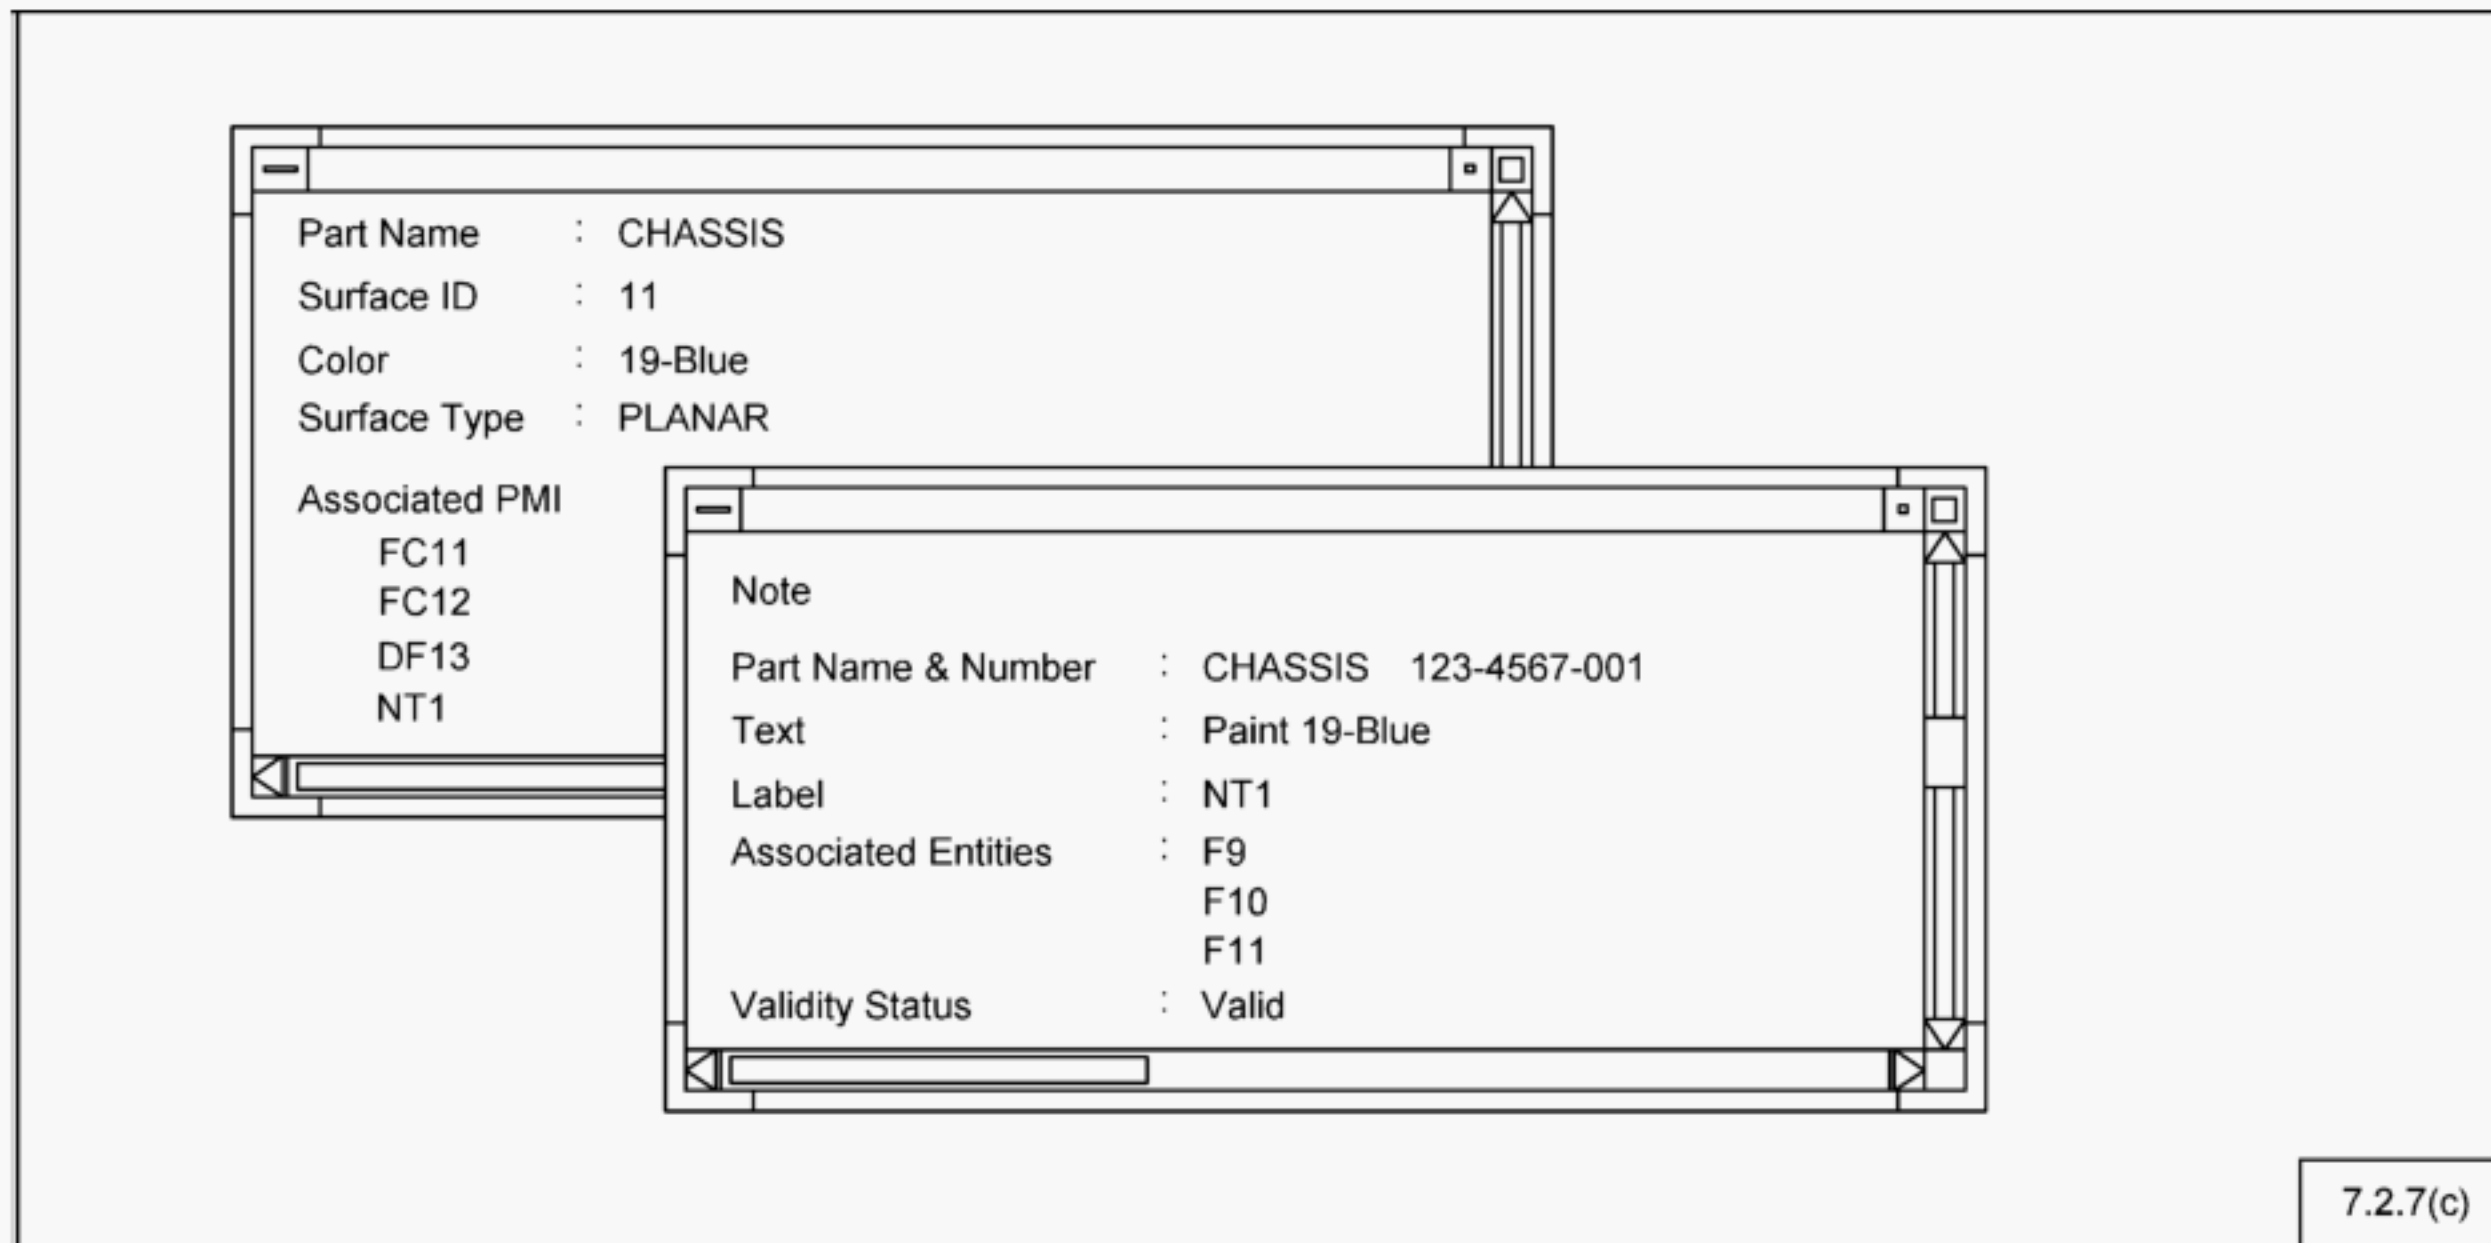 Part Name : CHASSIS
Surface ID : 11
Color : 19-Blue
Surface Type : PLANAR
Associated PMI
FC11
FC12
DF13
NT1
Note
Part Name & Number : CHASSIS 123-4567-001
Text : Paint 19-Blue
Label : NT1
Associated Entities : F9
F10
F11
Validity Status : Valid
7.2.7(c)